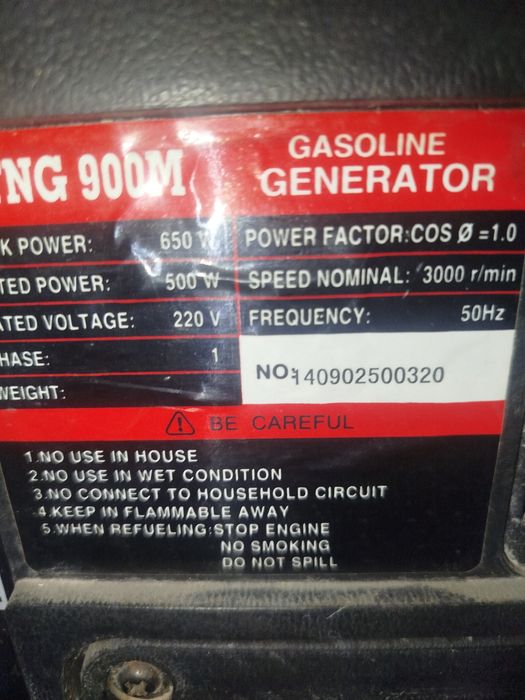 TNG 900M
GASOLINE
GENERATOR
K POWER: 650 W
POWER FACTOR:COS Ø =1.0
TED POWER: 500 W
SPEED NOMINAL: 3000 r/min
ATED VOLTAGE: 220 V
FREQUENCY: 50Hz
HASE: 1
NO: 140902500320
WEIGHT:
BE CAREFUL
1.NO USE IN HOUSE
2.NO USE IN WET CONDITION
3.NO CONNECT TO HOUSEHOLD CIRCUIT
4.KEEP IN FLAMMABLE AWAY
5.WHEN REFUELING:STOP ENGINE
NO SMOKING
DO NOT SPILL